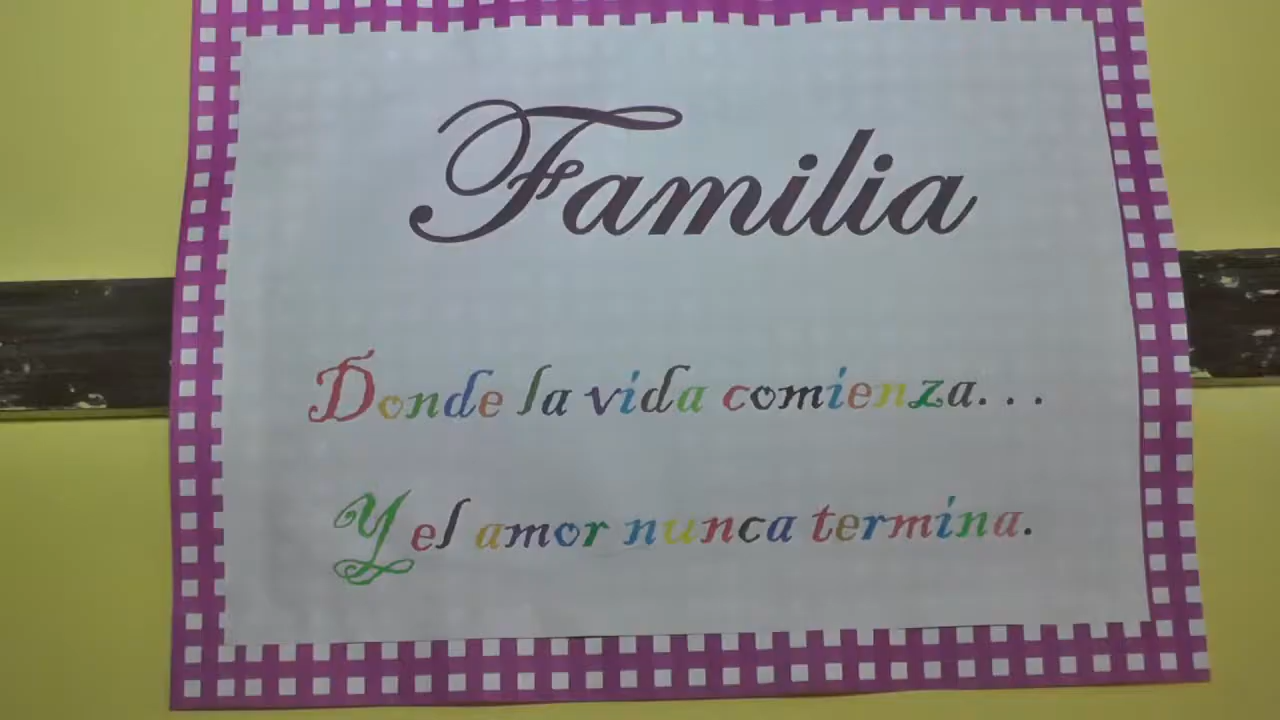 Familia
Donde la vida comienza...
Y el amor nunca termina.